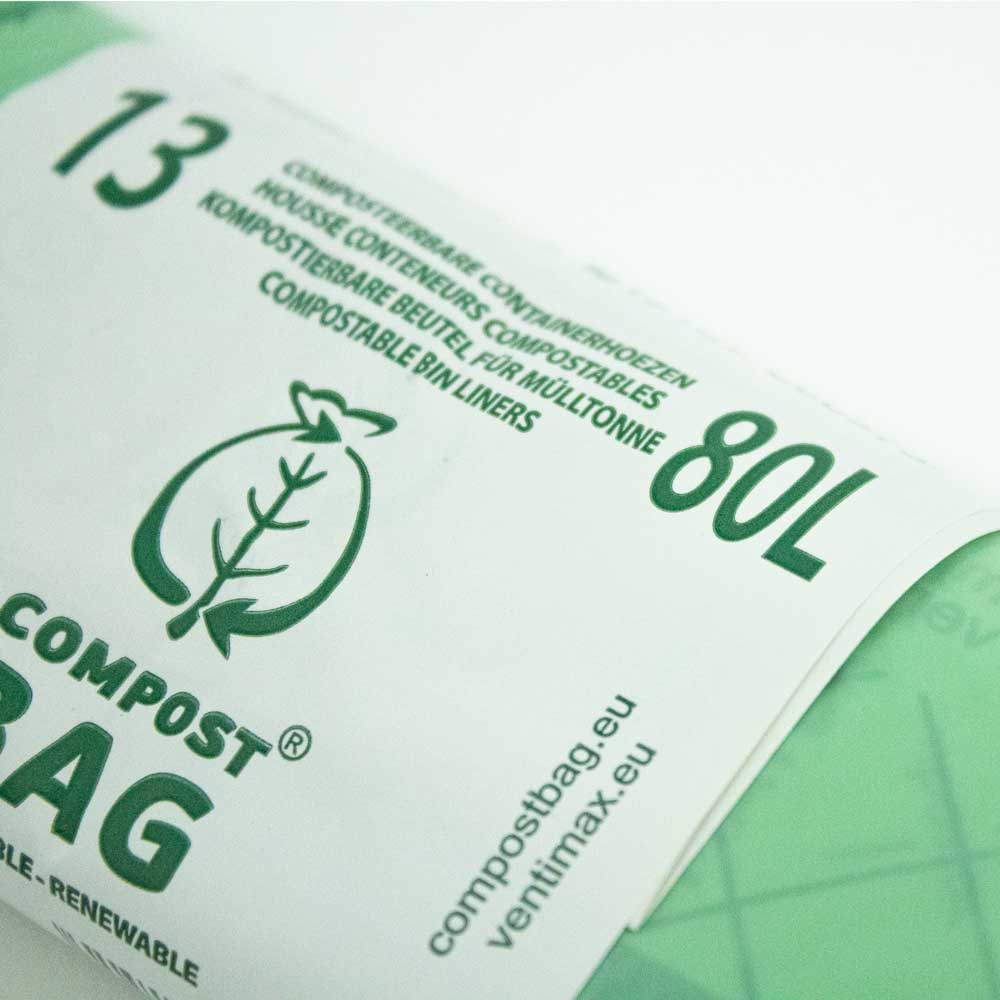 13
COMPOSTEERBARE CONTAINERHOEZEN
HOUSSE CONTENEURS COMPOSTABLES
KOMPOSTIERBARE BEUTEL FÜR MÜLLTONNE
COMPOSTABLE BIN LINERS
80L
COMPOST
BAG®
BLE - RENEWABLE
compostbag.eu
ventimax.eu